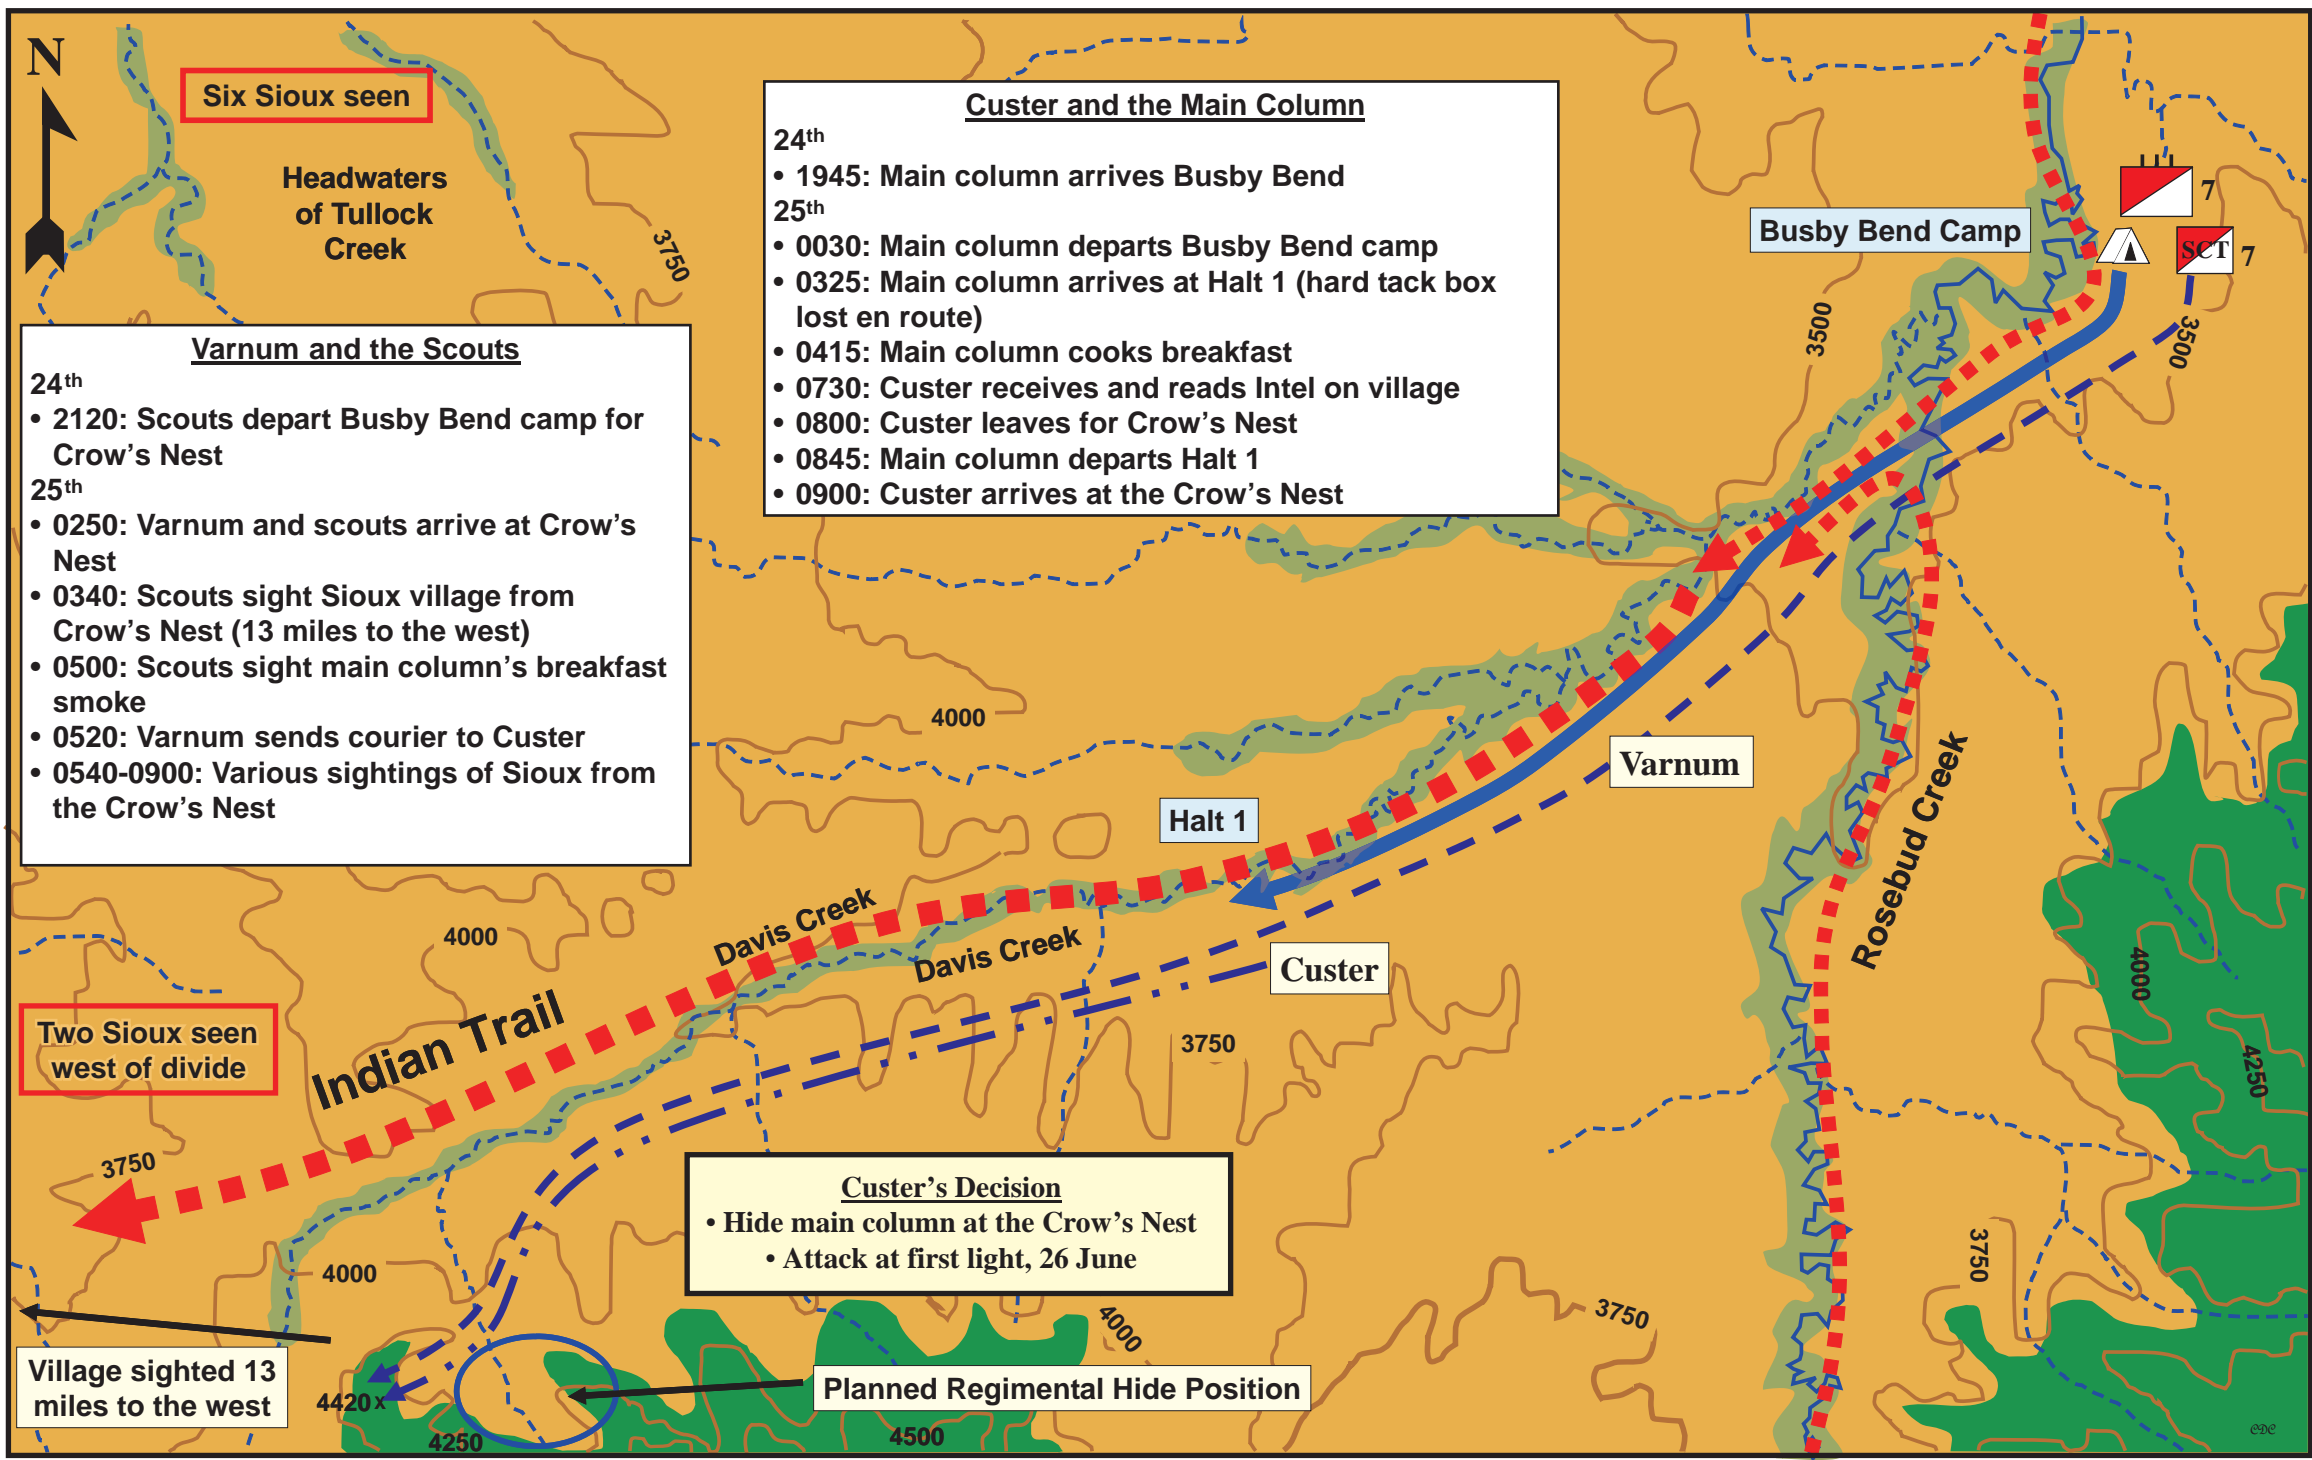 N
Six Sioux seen
Headwaters
of Tullock
Creek
3750
Custer and the Main Column
24th
• 1945: Main column arrives Busby Bend
25th
• 0030: Main column departs Busby Bend camp
• 0325: Main column arrives at Halt 1 (hard tack box
lost en route)
• 0415: Main column cooks breakfast
• 0730: Custer receives and reads Intel on village
• 0800: Custer leaves for Crow’s Nest
• 0845: Main column departs Halt 1
• 0900: Custer arrives at the Crow’s Nest
7
Busby Bend Camp
SCT
7
3500
3500
Varnum and the Scouts
24th
• 2120: Scouts depart Busby Bend camp for
Crow’s Nest
25th
• 0250: Varnum and scouts arrive at Crow’s
Nest
• 0340: Scouts sight Sioux village from
Crow’s Nest (13 miles to the west)
• 0500: Scouts sight main column’s breakfast
smoke
• 0520: Varnum sends courier to Custer
• 0540-0900: Various sightings of Sioux from
the Crow’s Nest
4000
Varnum
Halt 1
Rosebud Creek
Davis Creek
Davis Creek
4000
Custer
4000
Indian Trail
Two Sioux seen
west of divide
3750
4250
3750
Custer’s Decision
• Hide main column at the Crow’s Nest
• Attack at first light, 26 June
4000
3750
4000
3750
Village sighted 13
miles to the west
4420 x
Planned Regimental Hide Position
4250
4500
CDC